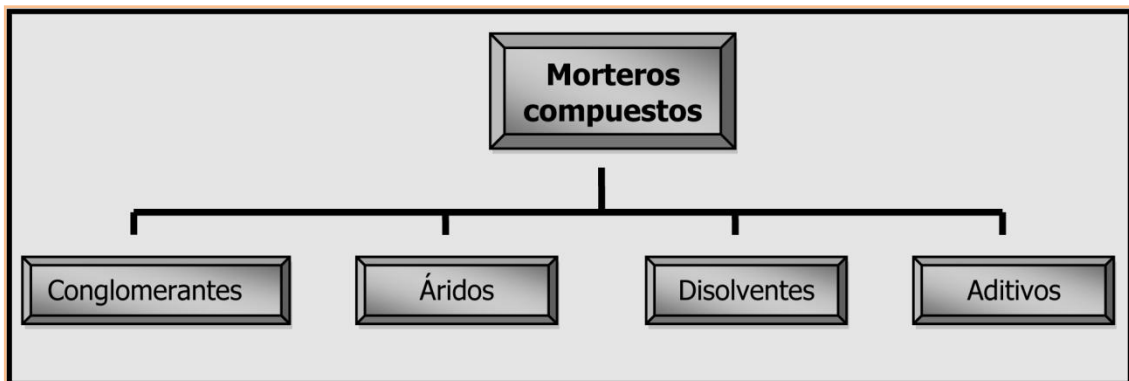 Morteros
compuestos
Conglomerantes
Áridos
Disolventes
Aditivos